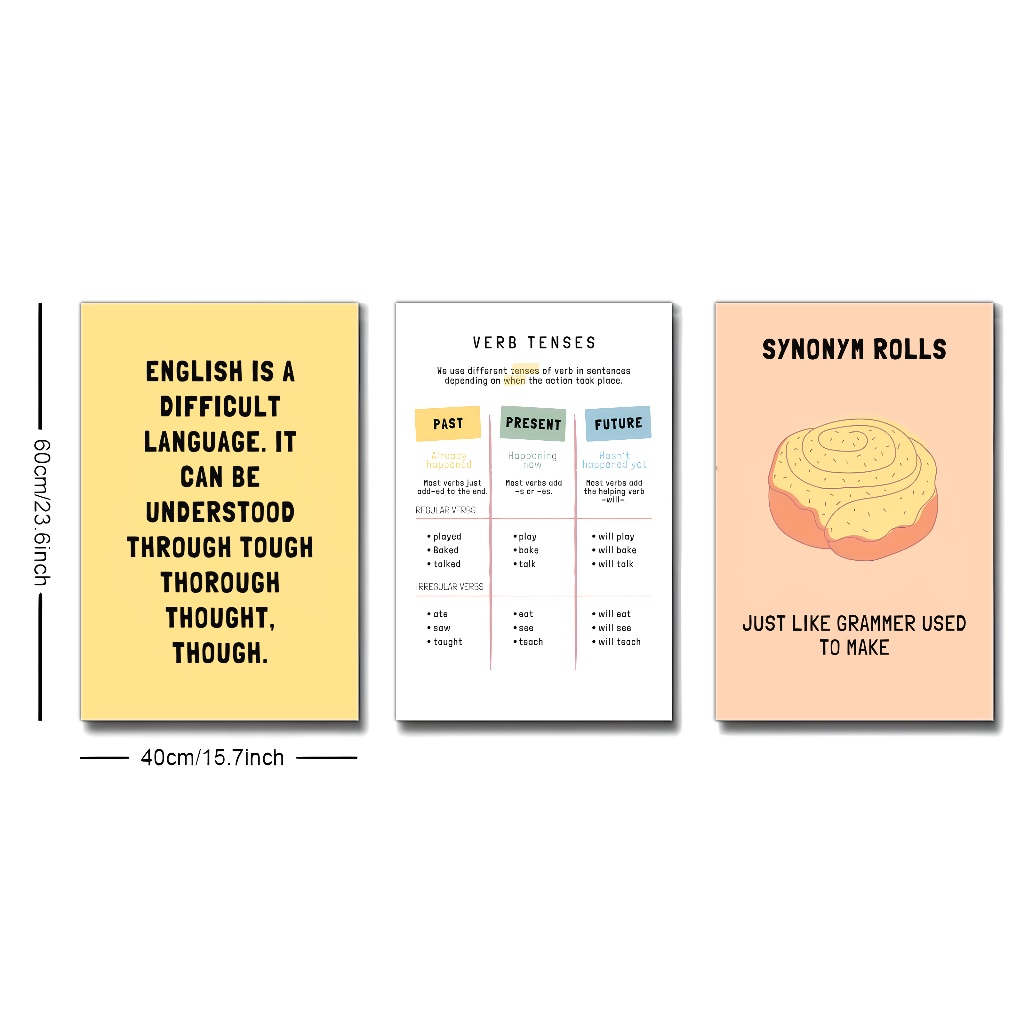 60cm/23.6inch
40cm/15.7inch
ENGLISH IS A
DIFFICULT
LANGUAGE. IT
CAN BE
UNDERSTOOD
THROUGH TOUGH
THOROUGH
THOUGHT,
THOUGH.
VERB TENSES
We use different tenses of verb in sentences
depending on when the action took place.
PAST
Already
happened
Most verbs just
add-ed to the end.
PRESENT
Happening
now
Most verbs add
-s or -es.
FUTURE
Hasn't
happened yet
Most verbs add
the helping verb
-will-
REGULAR VERBS
• played
• Baked
• talked
• play
• bake
• talk
• will play
• will bake
• will talk
RREGULAR VERBS
• ate
• saw
• taught
• eat
• see
• teach
• will eat
• will see
• will teach
SYNONYM ROLLS
JUST LIKE GRAMMER USED
TO MAKE